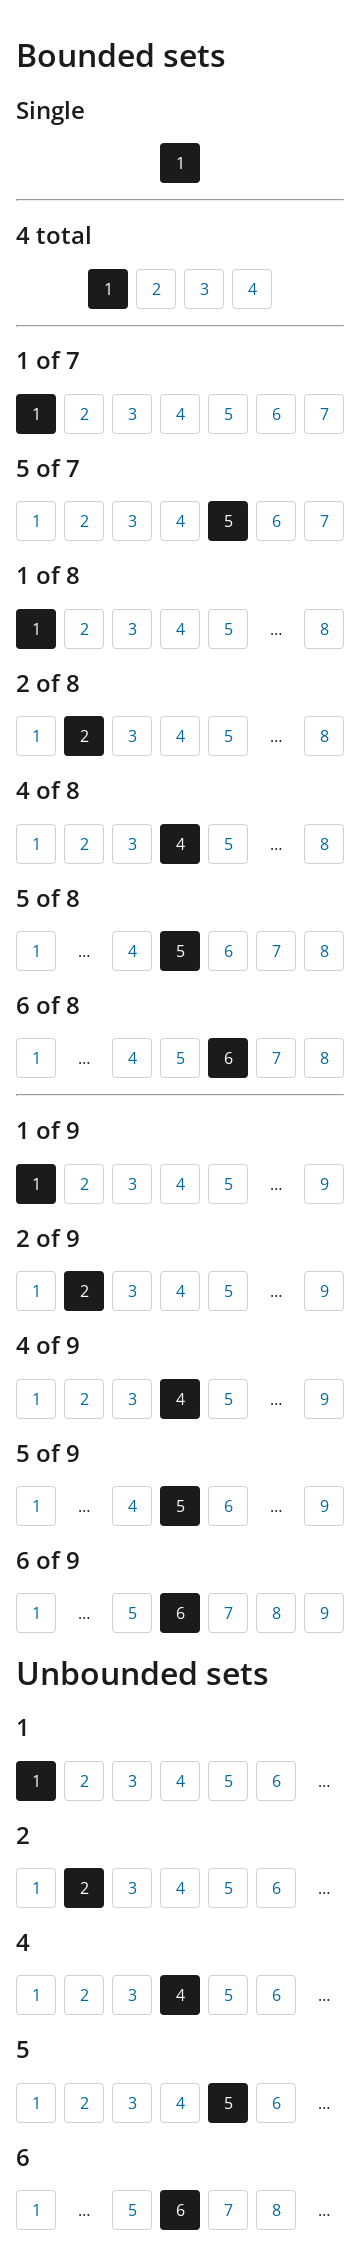 Bounded sets
Single
1
4 total
1 2 3 4
1 of 7
1 2 3 4 5 6 7
5 of 7
1 2 3 4 5 6 7
1 of 8
1 2 3 4 5 ... 8
2 of 8
1 2 3 4 5 ... 8
4 of 8
1 2 3 4 5 ... 8
5 of 8
1 ... 4 5 6 7 8
6 of 8
1 ... 4 5 6 7 8
1 of 9
1 2 3 4 5 ... 9
2 of 9
1 2 3 4 5 ... 9
4 of 9
1 2 3 4 5 ... 9
5 of 9
1 ... 4 5 6 ... 9
6 of 9
1 ... 5 6 7 8 9
Unbounded sets
1
1 2 3 4 5 6 ...
2
1 2 3 4 5 6 ...
4
1 2 3 4 5 6 ...
5
1 2 3 4 5 6 ...
6
1 ... 5 6 7 8 ...